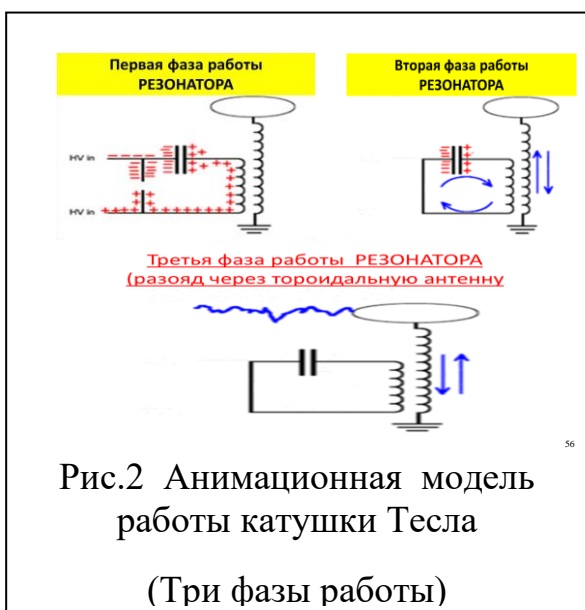 Первая фаза работы
РЕЗОНАТОРА
Вторая фаза работы
РЕЗОНАТОРА
HV in
HV in
Третья фаза работы РЕЗОНАТОРА
(разояд через тороидальную антенну
56
Рис.2 Анимационная модель
работы катушки Тесла
(Три фазы работы)